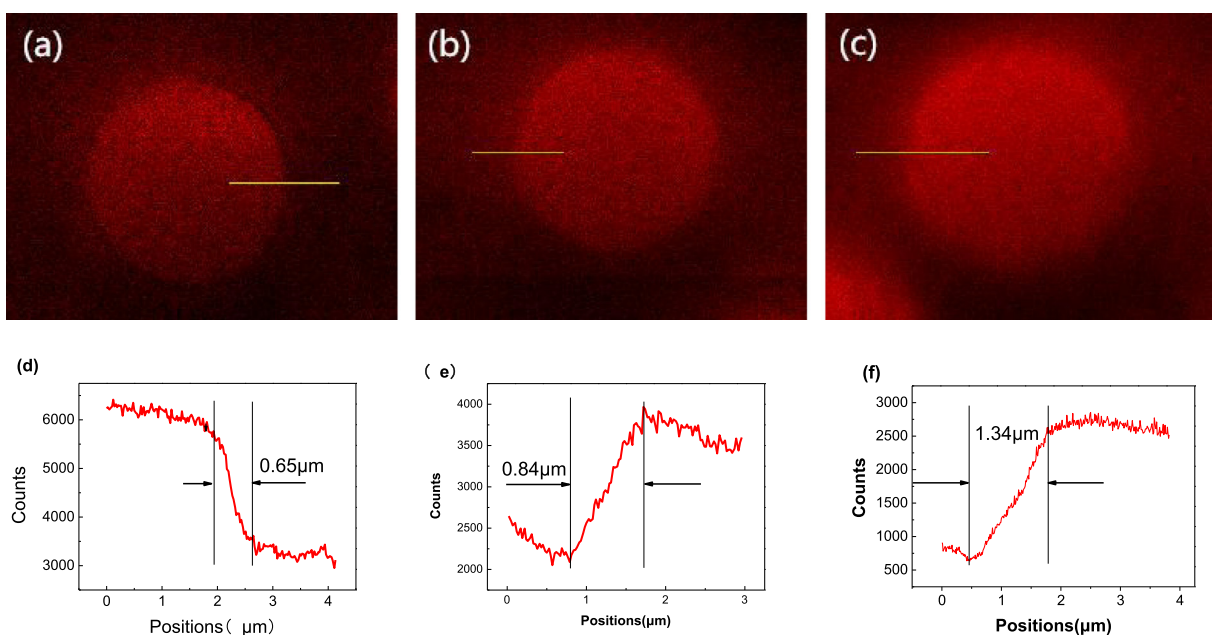 (a)
(b)
(c)
(d)
6000
5000
4000
3000
Counts
0.65μm
0
1
2
3
4
Positions( μm)
( e)
4000
3500
3000
2500
2000
Counts
0.84μm
0
1
2
3
Positions(μm)
(f)
3000
2500
2000
1500
1000
500
Counts
1.34μm
0
1
2
3
4
Positions(μm)